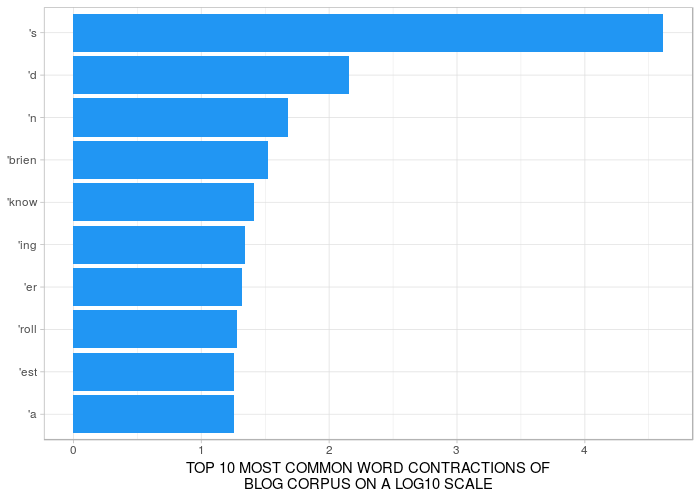 's
'd
'n
'brien
'know
'ing
'er
'roll
'est
'a
0 1 2 3 4
TOP 10 MOST COMMON WORD CONTRACTIONS OF
BLOG CORPUS ON A LOG10 SCALE